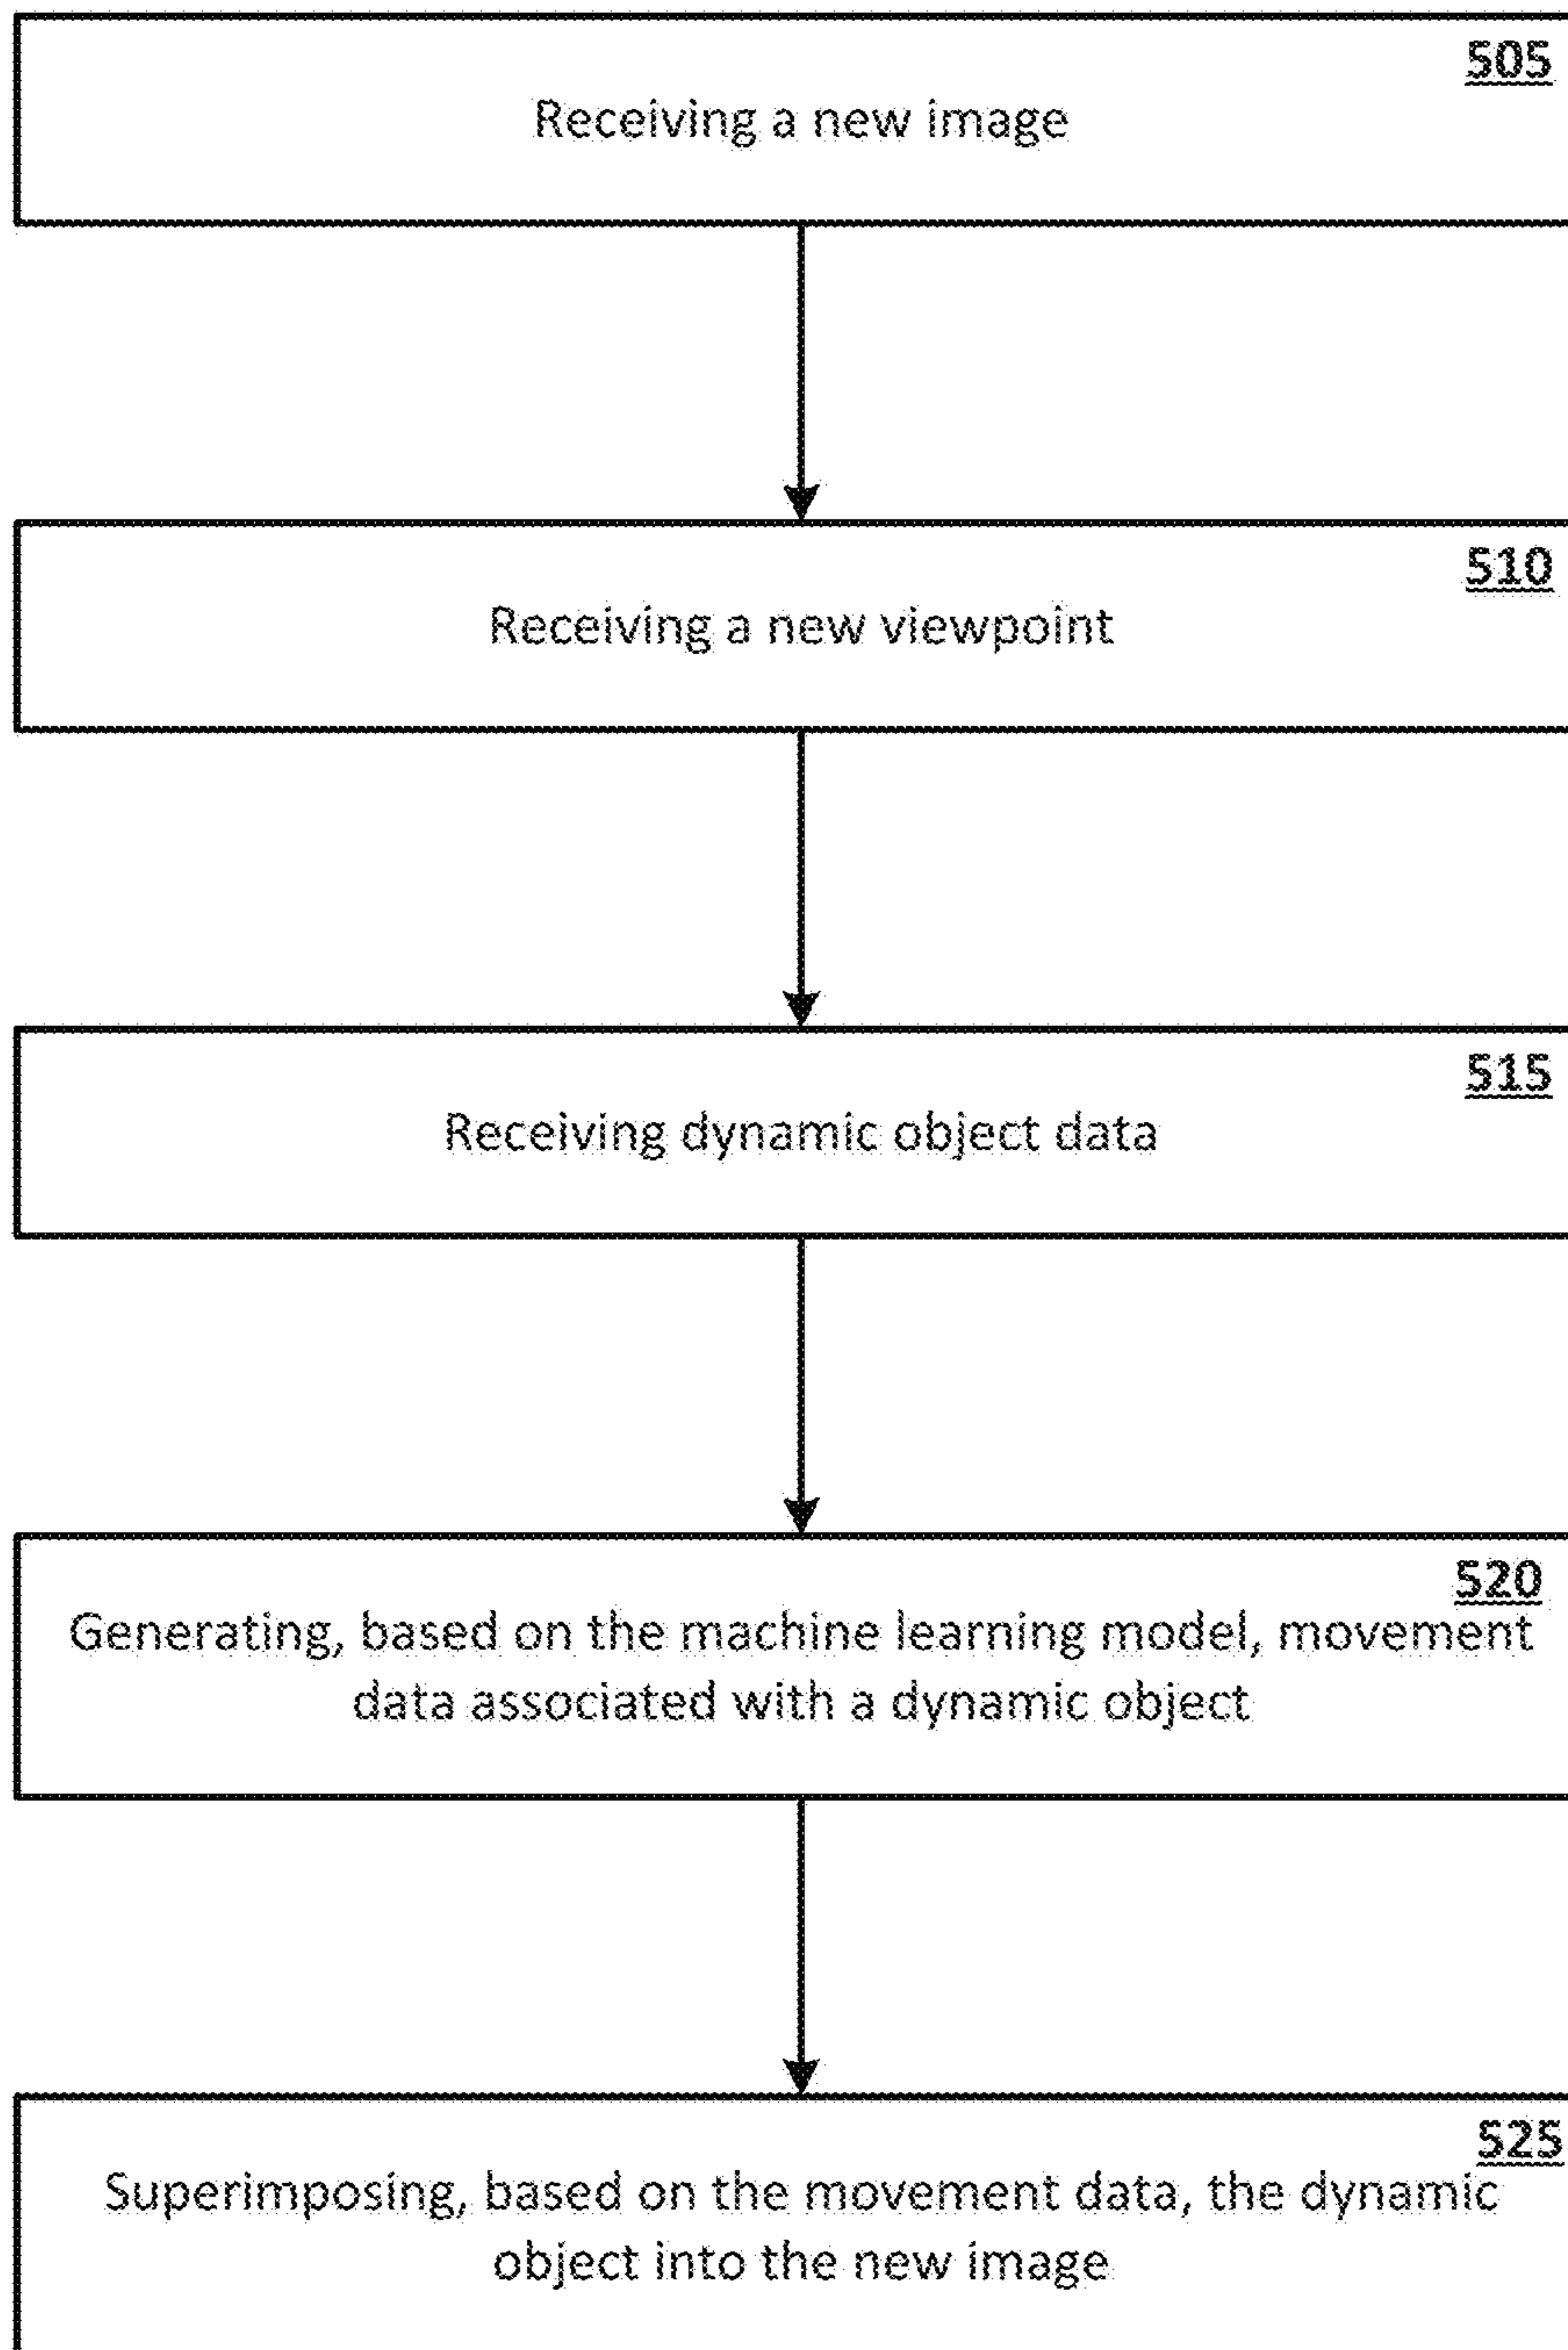 505
Receiving a new image
510
Receiving a new viewpoint
515
Receiving dynamic object data
520
Generating, based on the machine learning model, movement
data associated with a dynamic object
525
Superimposing, based on the movement data, the dynamic
object into the new image